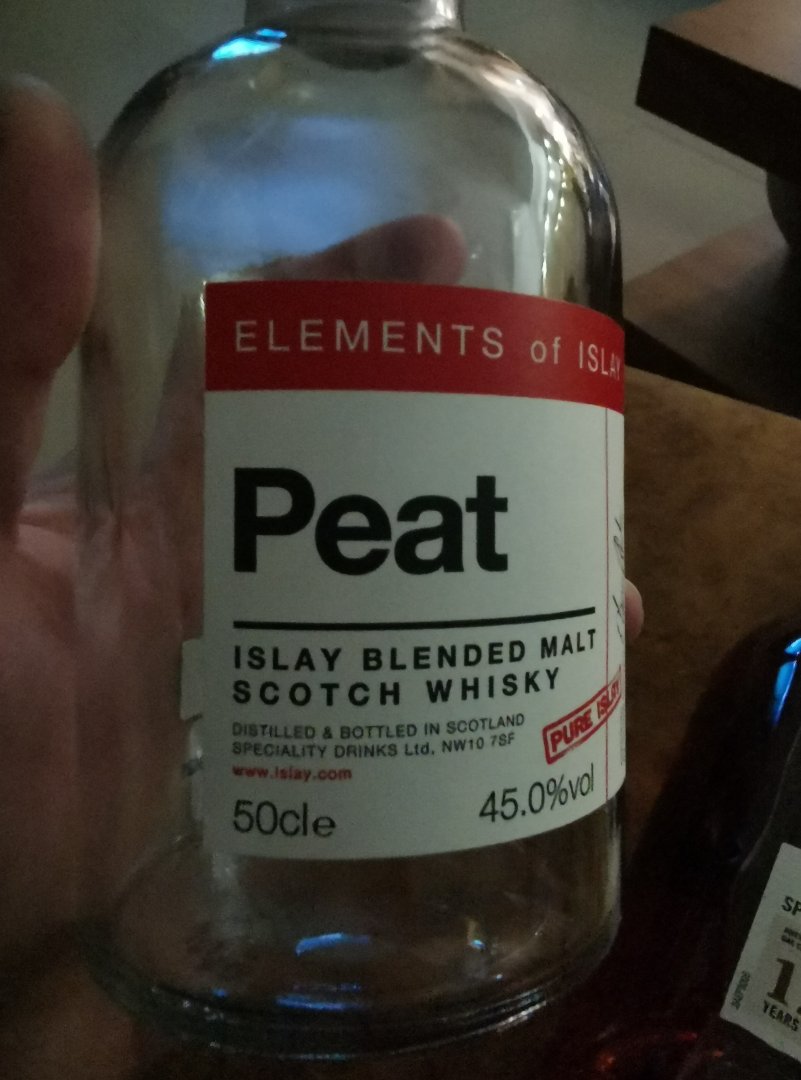 ELEMENTS of ISLAY
Peat
ISLAY BLENDED MALT
SCOTCH WHISKY
DISTILLED & BOTTLED IN SCOTLAND
SPECIALITY DRINKS Ltd. NW10 7SF
www.islay.com
PURE ISLAY
50cl e
45.0%vol
YEARS